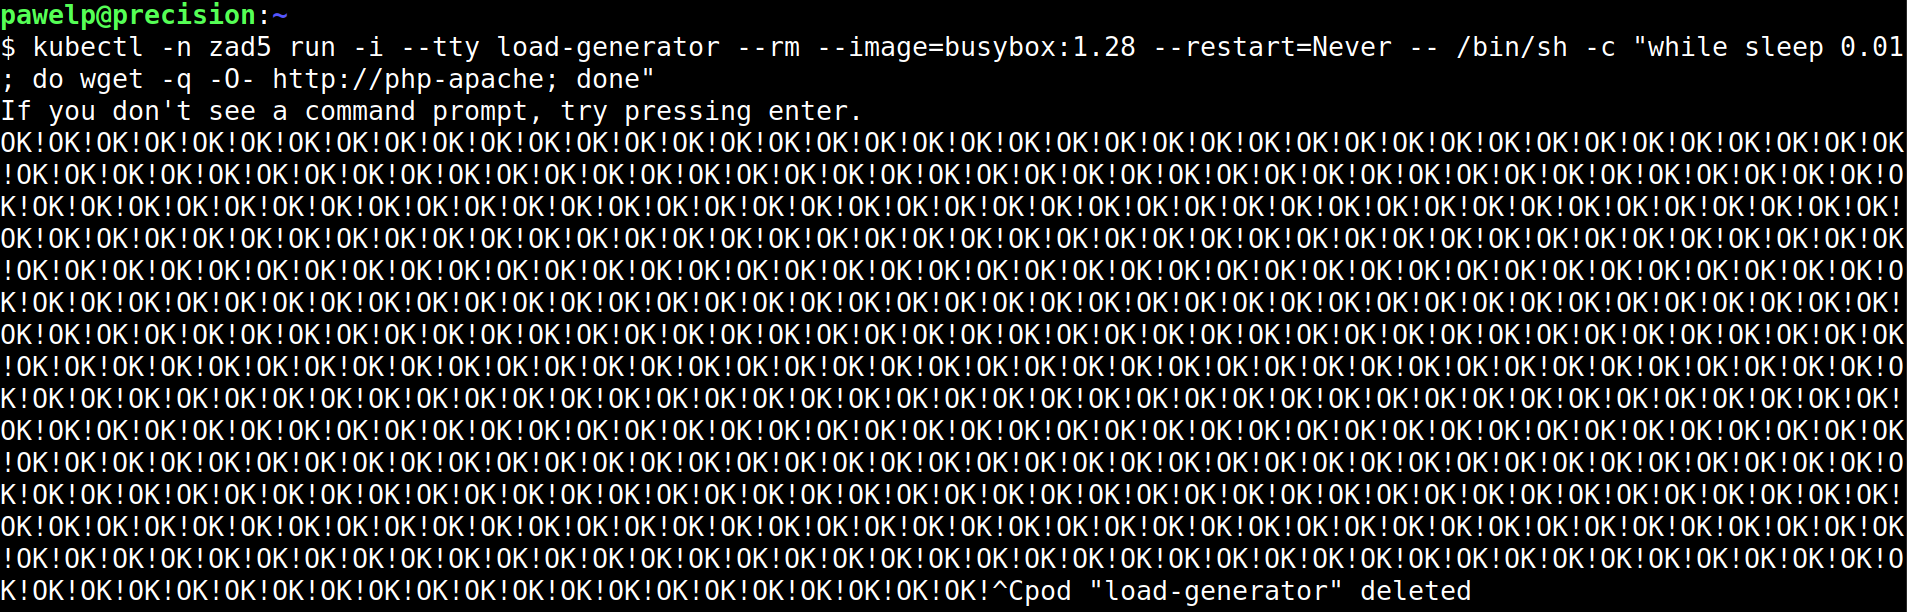 pawelp@precision:~
$ kubectl -n zad5 run -i --tty load-generator --rm --image=busybox:1.28 --restart=Never -- /bin/sh -c "while sleep 0.01
; do wget -q -O- http://php-apache; done"
If you don't see a command prompt, try pressing enter.
OK!OK!OK!OK!OK!OK!OK!OK!OK!OK!OK!OK!OK!OK!OK!OK!OK!OK!OK!OK!OK!OK!OK!OK!OK!OK!OK!OK!OK!OK!OK!OK!OK!OK!OK!OK!OK!OK!OK!OK
!OK!OK!OK!OK!OK!OK!OK!OK!OK!OK!OK!OK!OK!OK!OK!OK!OK!OK!OK!OK!OK!OK!OK!OK!OK!OK!OK!OK!OK!OK!OK!OK!OK!OK!OK!OK!OK!OK!OK!O
K!OK!OK!OK!OK!OK!OK!OK!OK!OK!OK!OK!OK!OK!OK!OK!OK!OK!OK!OK!OK!OK!OK!OK!OK!OK!OK!OK!OK!OK!OK!OK!OK!OK!OK!OK!OK!OK!OK!OK!
OK!OK!OK!OK!OK!OK!OK!OK!OK!OK!OK!OK!OK!OK!OK!OK!OK!OK!OK!OK!OK!OK!OK!OK!OK!OK!OK!OK!OK!OK!OK!OK!OK!OK!OK!OK!OK!OK!OK!OK
!OK!OK!OK!OK!OK!OK!OK!OK!OK!OK!OK!OK!OK!OK!OK!OK!OK!OK!OK!OK!OK!OK!OK!OK!OK!OK!OK!OK!OK!OK!OK!OK!OK!OK!OK!OK!OK!OK!OK!O
K!OK!OK!OK!OK!OK!OK!OK!OK!OK!OK!OK!OK!OK!OK!OK!OK!OK!OK!OK!OK!OK!OK!OK!OK!OK!OK!OK!OK!OK!OK!OK!OK!OK!OK!OK!OK!OK!OK!OK!
OK!OK!OK!OK!OK!OK!OK!OK!OK!OK!OK!OK!OK!OK!OK!OK!OK!OK!OK!OK!OK!OK!OK!OK!OK!OK!OK!OK!OK!OK!OK!OK!OK!OK!OK!OK!OK!OK!OK!OK
!OK!OK!OK!OK!OK!OK!OK!OK!OK!OK!OK!OK!OK!OK!OK!OK!OK!OK!OK!OK!OK!OK!OK!OK!OK!OK!OK!OK!OK!OK!OK!OK!OK!OK!OK!OK!OK!OK!OK!O
K!OK!OK!OK!OK!OK!OK!OK!OK!OK!OK!OK!OK!OK!OK!OK!OK!OK!OK!OK!OK!OK!OK!OK!OK!OK!OK!OK!OK!OK!OK!OK!OK!OK!OK!OK!OK!OK!OK!OK!
OK!OK!OK!OK!OK!OK!OK!OK!OK!OK!OK!OK!OK!OK!OK!OK!OK!OK!OK!OK!OK!OK!OK!OK!OK!OK!OK!OK!OK!OK!OK!OK!OK!OK!OK!OK!OK!OK!OK!OK
!OK!OK!OK!OK!OK!OK!OK!OK!OK!OK!OK!OK!OK!OK!OK!OK!OK!OK!OK!OK!OK!OK!OK!OK!OK!OK!OK!OK!OK!OK!OK!OK!OK!OK!OK!OK!OK!OK!OK!O
K!OK!OK!OK!OK!OK!OK!OK!OK!OK!OK!OK!OK!OK!OK!OK!OK!OK!OK!OK!OK!OK!OK!OK!OK!OK!OK!OK!OK!OK!OK!OK!OK!OK!OK!OK!OK!OK!OK!OK!
OK!OK!OK!OK!OK!OK!OK!OK!OK!OK!OK!OK!OK!OK!OK!OK!OK!OK!OK!OK!OK!OK!OK!OK!OK!OK!OK!OK!OK!OK!OK!OK!OK!OK!OK!OK!OK!OK!OK!OK
!OK!OK!OK!OK!OK!OK!OK!OK!OK!OK!OK!OK!OK!OK!OK!OK!OK!OK!OK!OK!OK!OK!OK!OK!OK!OK!OK!OK!OK!OK!OK!OK!OK!OK!OK!OK!OK!OK!OK!O
K!OK!OK!OK!OK!OK!OK!OK!OK!OK!OK!OK!OK!OK!OK!OK!OK!OK!OK!OK!OK!^Cpod "load-generator" deleted